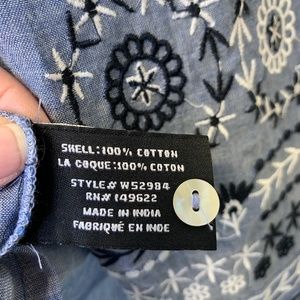 SHELL:100% COTTON
LA COQUE:100% COTON
STYLE# W52984
RN# 149622
MADE IN INDIA
FABRIQUÉ EN INDE